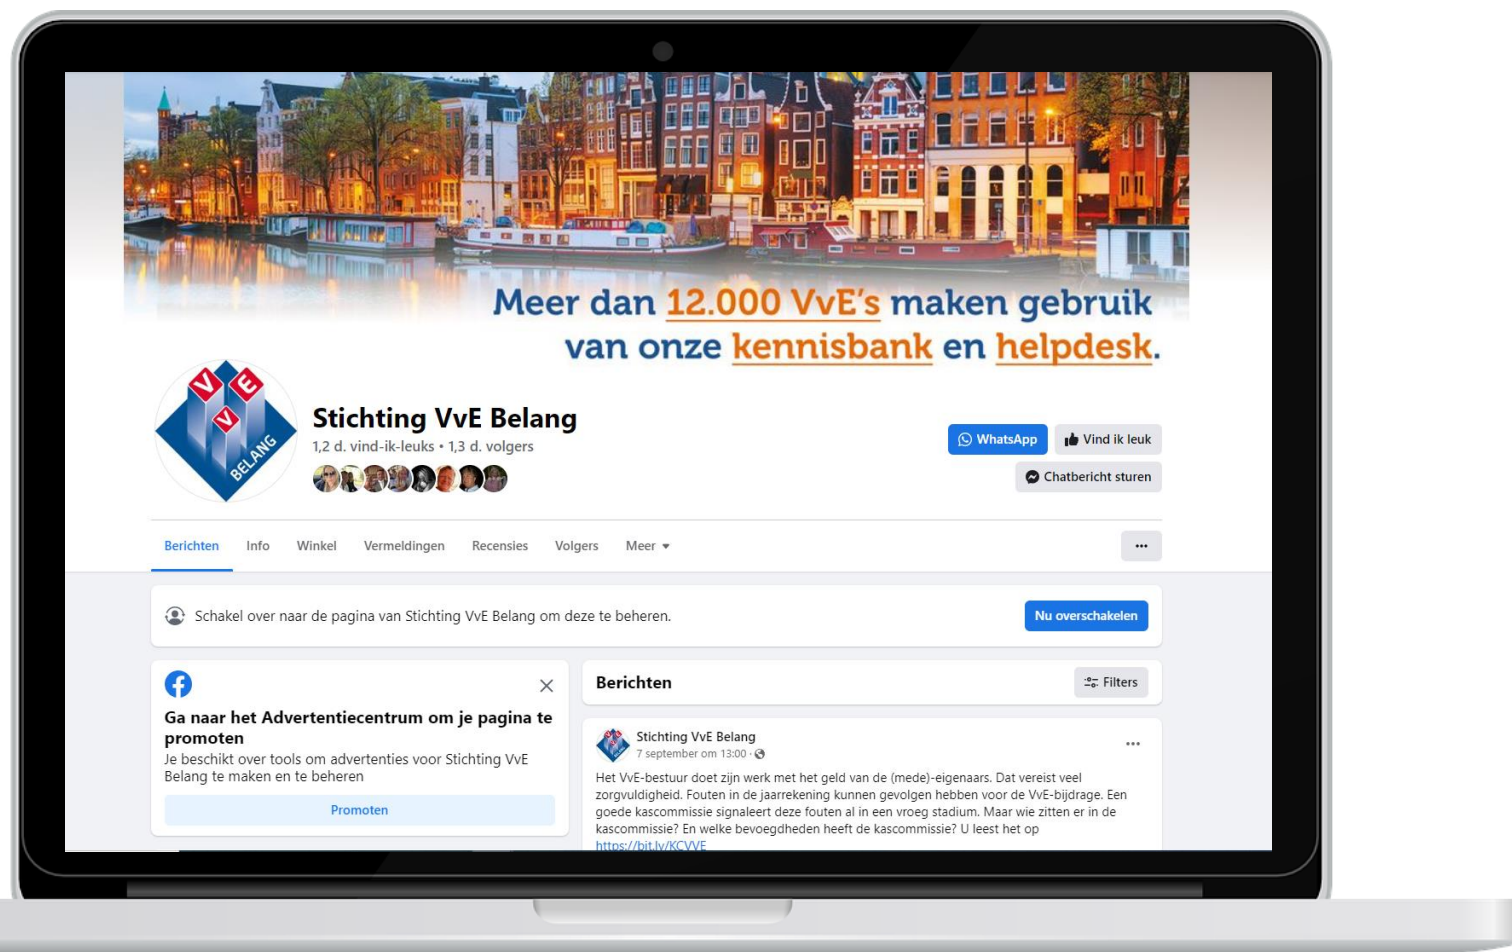 Meer dan 12.000 VvE's maken gebruik
van onze kennisbank en helpdesk.
V V E
V
BELANG
Stichting VvE Belang
1,2 d. vind-ik-leuks • 1,3 d. volgers
WhatsApp
Vind ik leuk
Chatbericht sturen
Berichten Info Winkel Vermeldingen Recensies Volgers Meer
Schakel over naar de pagina van Stichting VvE Belang om deze te beheren.
Nu overschakelen
Ga naar het Advertentiecentrum om je pagina te
promoten
Je beschikt over tools om advertenties voor Stichting VvE
Belang te maken en te beheren
Promoten
Berichten
Filters
Stichting VvE Belang
7 september om 13:00 ·
Het VvE-bestuur doet zijn werk met het geld van de (mede)-eigenaars. Dat vereist veel
zorgvuldigheid. Fouten in de jaarrekening kunnen gevolgen hebben voor de VvE-bijdrage. Een
goede kascommissie signaleert deze fouten al in een vroeg stadium. Maar wie zitten er in de
kascommissie? En welke bevoegdheden heeft de kascommissie? U leest het op
https://bit.ly/KCVVE